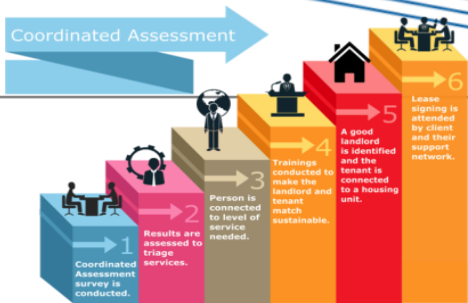 Coordinated Assessment
1
Coordinated
Assessment
survey is
conducted.
2
Results are
assessed to
triage
services.
3
Person is
connected
to level of
service
needed.
4
Trainings
conducted to
make the
landlord and
tenant
match
sustainable.
5
A good
landlord
is identified
and the
tenant is
connected
to a housing
unit.
6
Lease
signing is
attended
by client
and their
support
network.